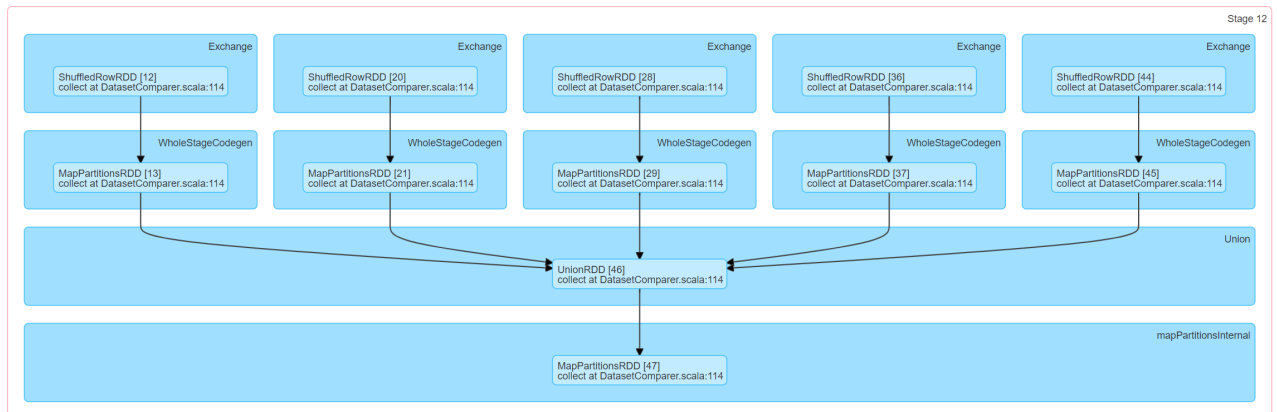 Stage 12
Exchange
Exchange
Exchange
Exchange
Exchange
ShuffledRowRDD [12]
collect at DatasetComparer.scala:114
ShuffledRowRDD [20]
collect at DatasetComparer.scala:114
ShuffledRowRDD [28]
collect at DatasetComparer.scala:114
ShuffledRowRDD [36]
collect at DatasetComparer.scala:114
ShuffledRowRDD [44]
collect at DatasetComparer.scala:114
WholeStageCodegen
WholeStageCodegen
WholeStageCodegen
WholeStageCodegen
WholeStageCodegen
MapPartitionsRDD [13]
collect at DatasetComparer.scala:114
MapPartitionsRDD [21]
collect at DatasetComparer.scala:114
MapPartitionsRDD [29]
collect at DatasetComparer.scala:114
MapPartitionsRDD [37]
collect at DatasetComparer.scala:114
MapPartitionsRDD [45]
collect at DatasetComparer.scala:114
Union
UnionRDD [46]
collect at DatasetComparer.scala:114
mapPartitionsInternal
MapPartitionsRDD [47]
collect at DatasetComparer.scala:114